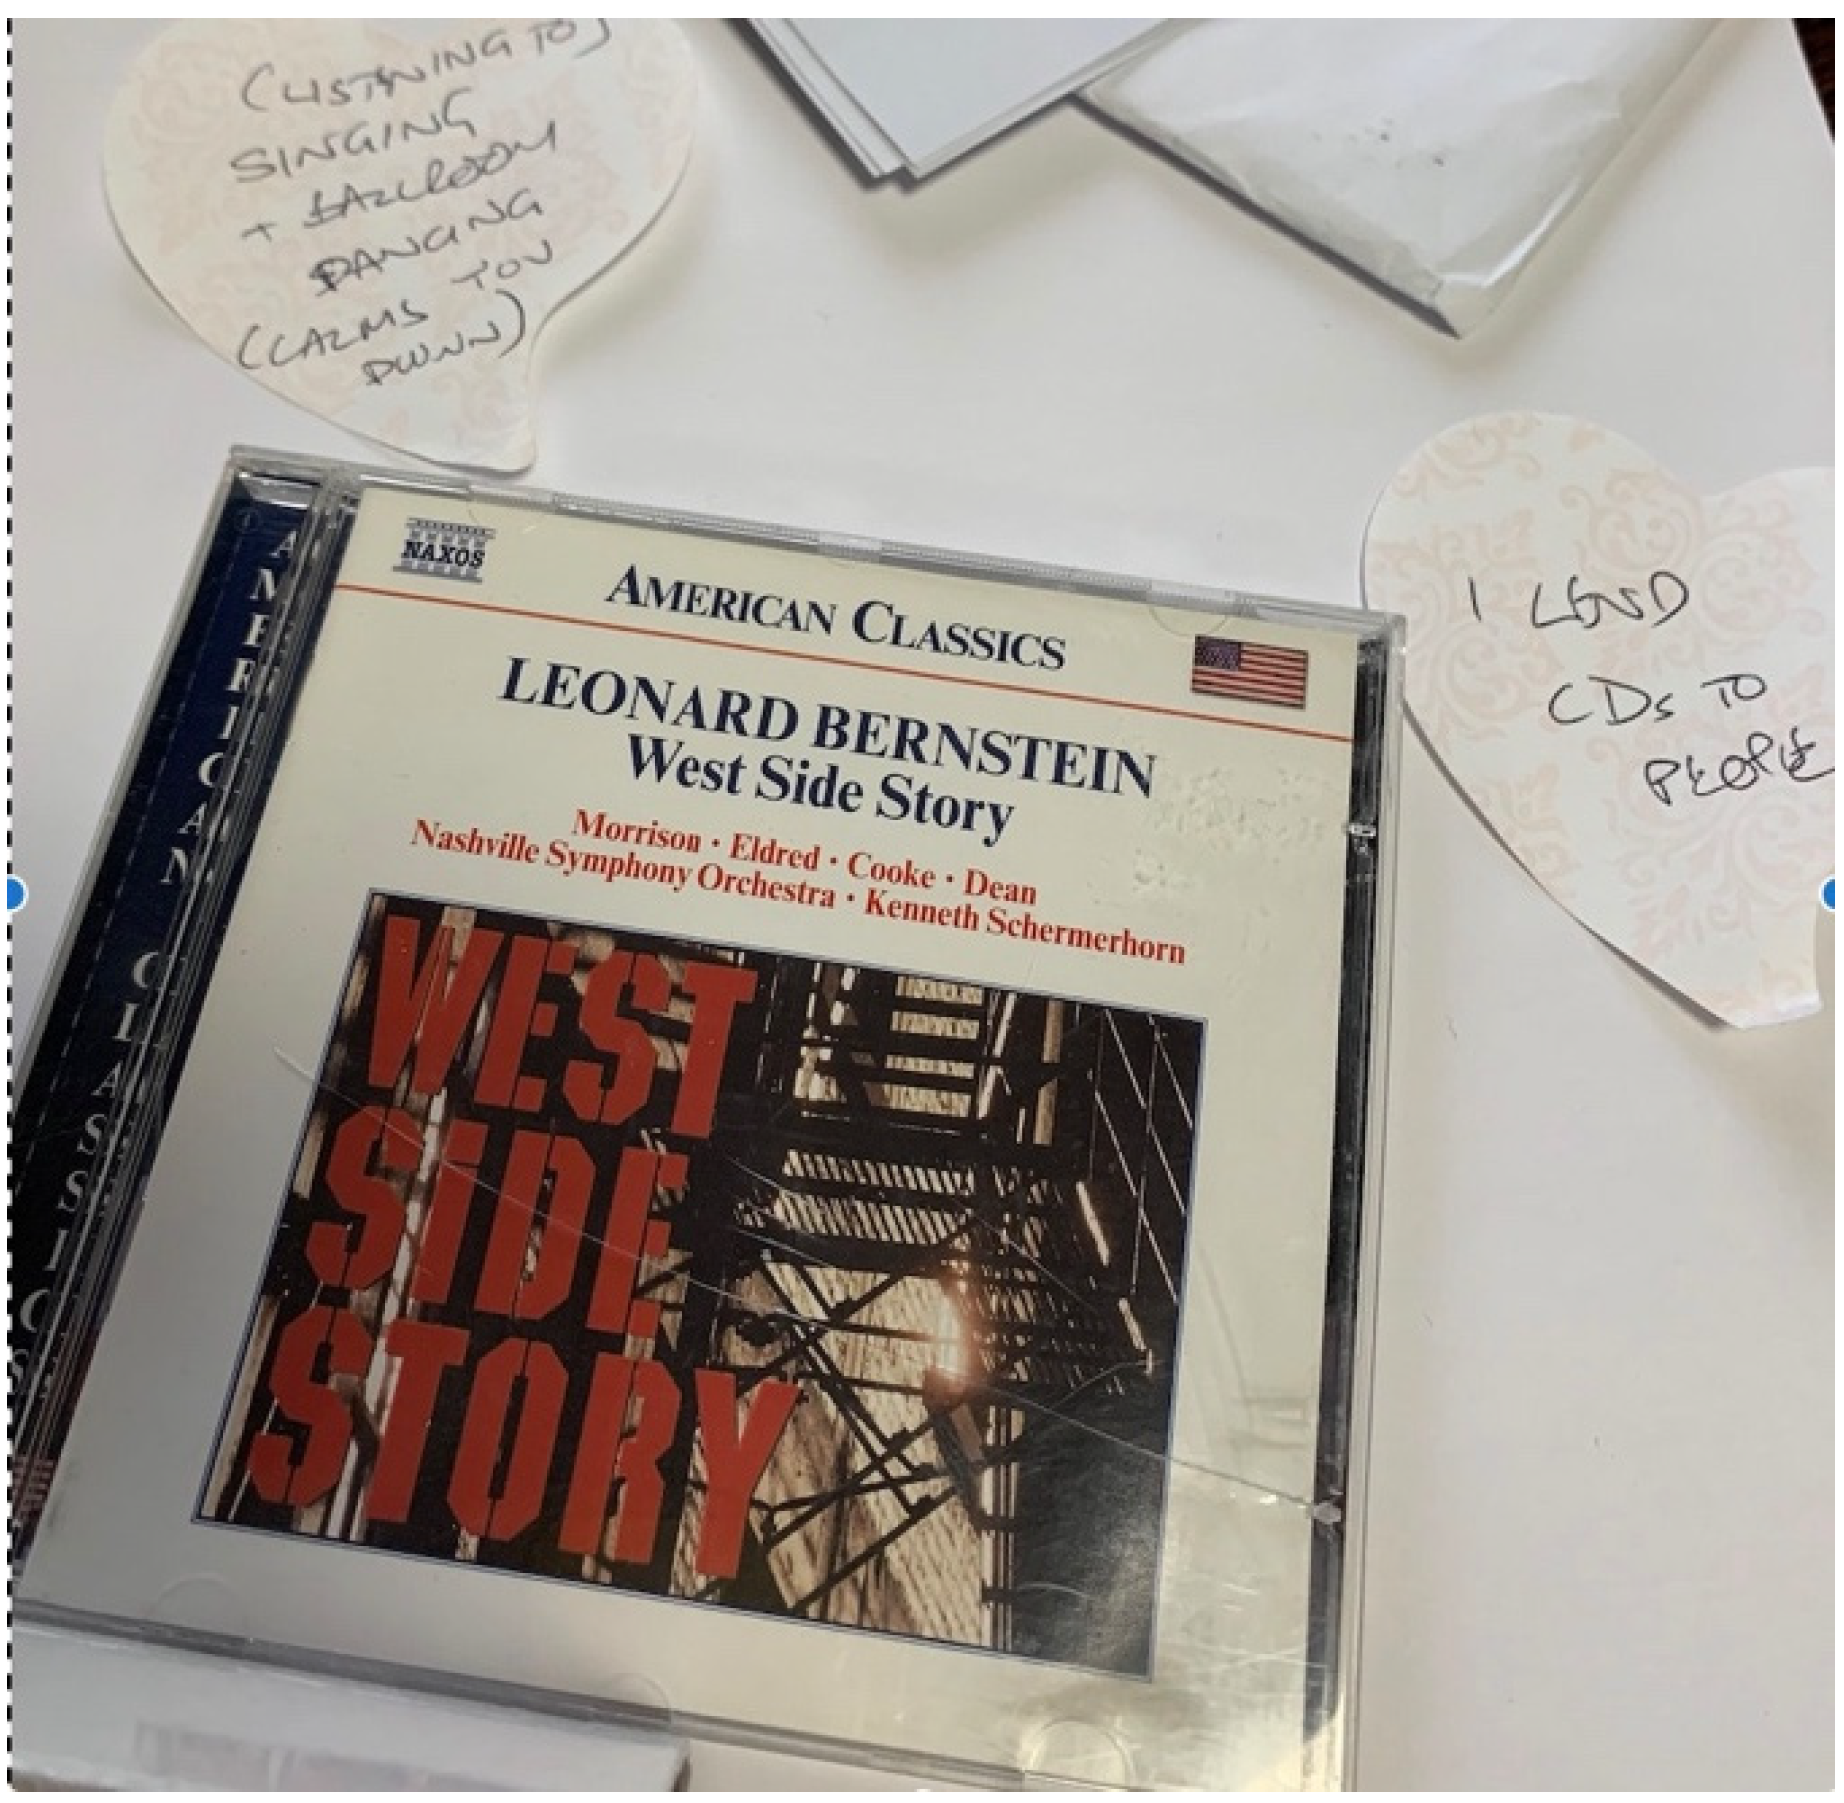 (LISTNING TO)
SINGING
+ BALLROOM
DANCING
(CALMS YOU
DOWN)
I LEND
CDs TO
PEOPLE
NAXOS
AMERICAN CLASSICS
LEONARD BERNSTEIN
West Side Story
Morrison · Eldred · Cooke · Dean
Nashville Symphony Orchestra · Kenneth Schermerhorn
WEST
SIDE
STORY
AMERICAN CLASSICS